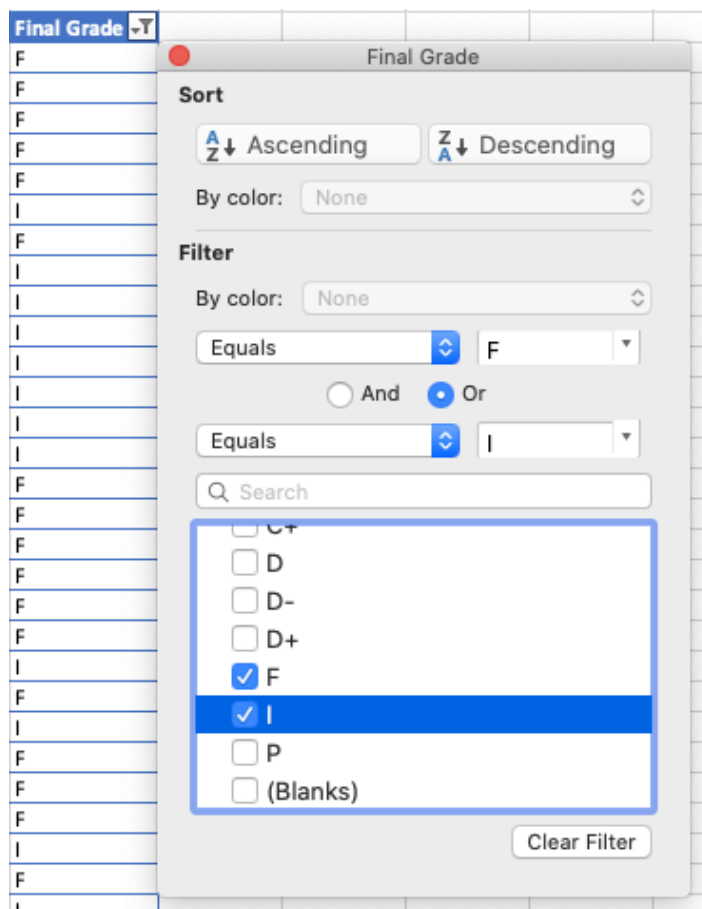 Final Grade
F
F
F
F
F
I
F
I
I
I
I
I
I
I
F
F
F
F
F
F
I
F
I
F
F
F
I
F
I
Final Grade
Sort
Ascending
Descending
By color: None
Filter
By color: None
Equals F
And Or
Equals I
Search
C+
D
D-
D+
F
I
P
(Blanks)
Clear Filter